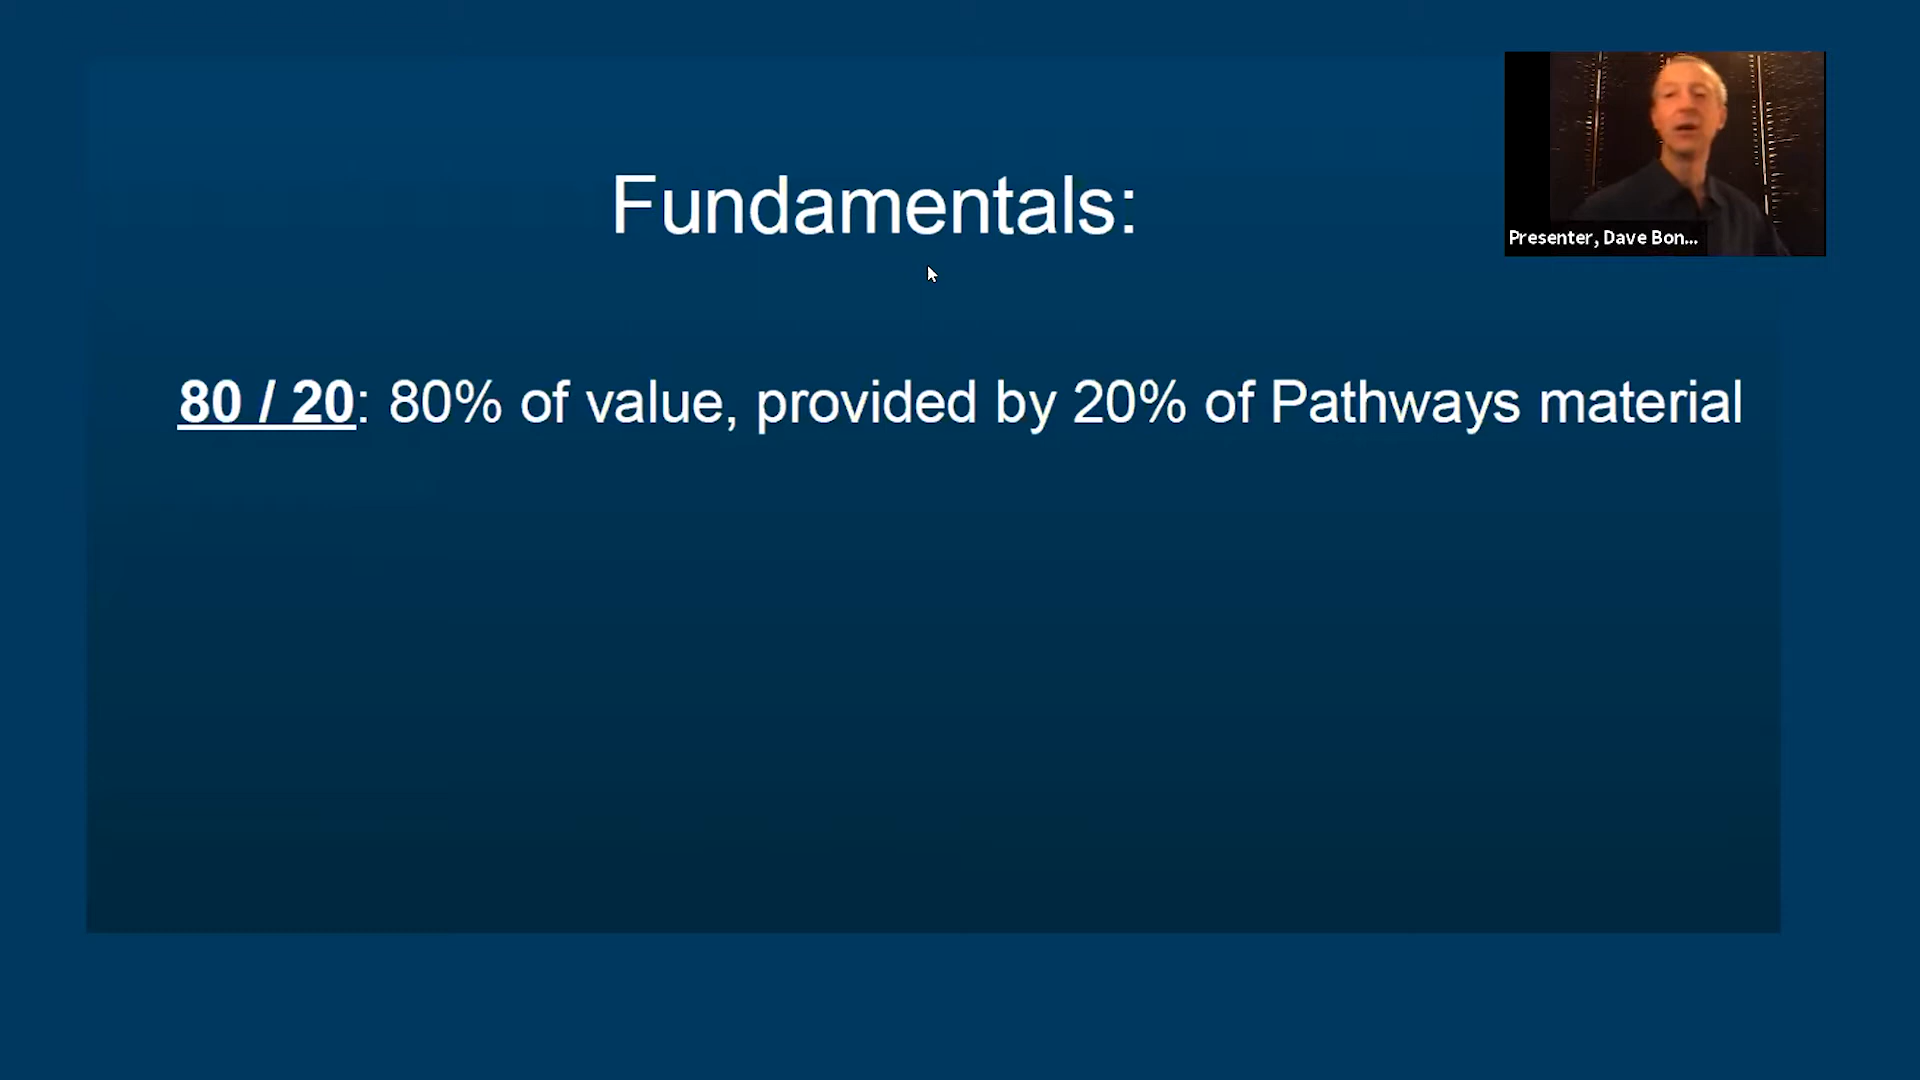 Fundamentals:
Presenter, Dave Bon...
80 / 20: 80% of value, provided by 20% of Pathways material